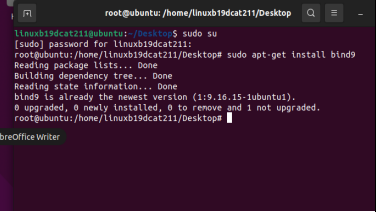 root@ubuntu: /home/linuxb19dcat211/Desktop
linuxb19dcat211@ubuntu:~/Desktop$ sudo su
[sudo] password for linuxb19dcat211:
root@ubuntu:/home/linuxb19dcat211/Desktop# sudo apt-get install bind9
Reading package lists... Done
Building dependency tree... Done
Reading state information... Done
bind9 is already the newest version (1:9.16.15-1ubuntu1).
0 upgraded, 0 newly installed, 0 to remove and 1 not upgraded.
root@ubuntu:/home/linuxb19dcat211/Desktop#
breOffice Writer